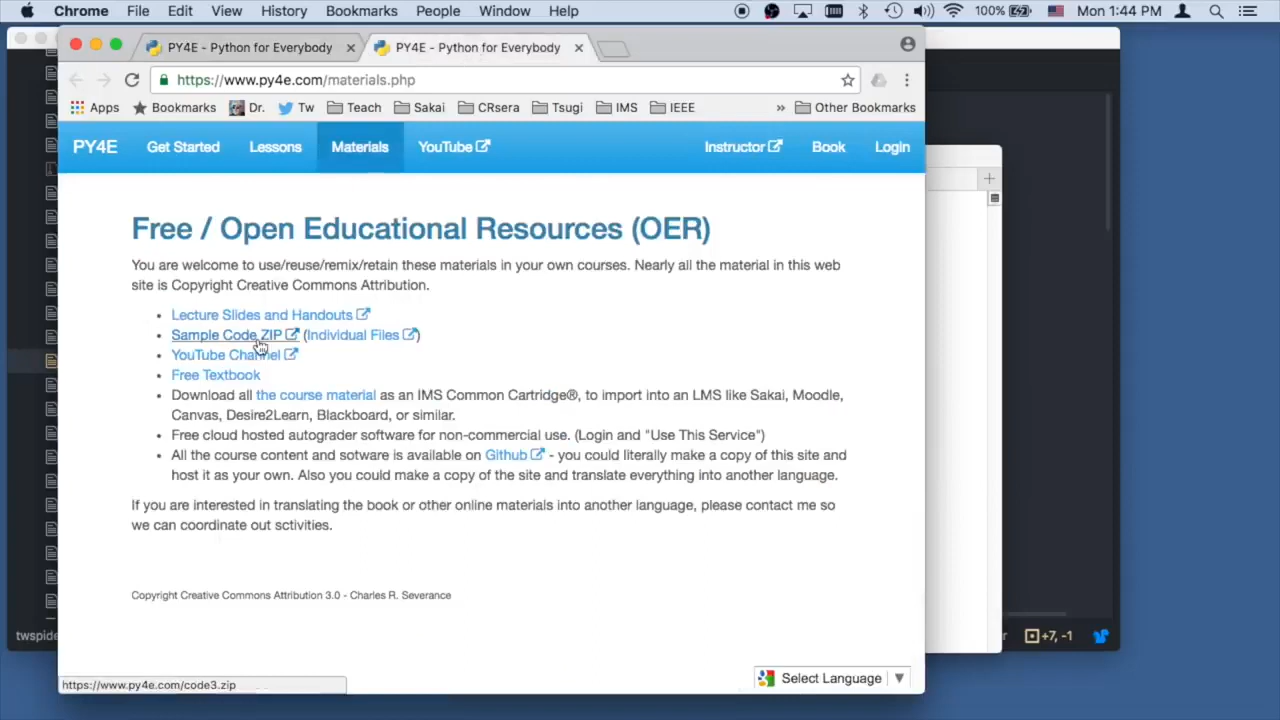 Chrome File Edit View History Bookmarks People Window Help 100% Mon 1:44 PM
PY4E - Python for Everybody PY4E - Python for Everybody
https://www.py4e.com/materials.php
Apps Bookmarks Dr. Tw Teach Sakai CRsera Tsugi IMS IEEE » Other Bookmarks
PY4E Get Started Lessons Materials YouTube Instructor Book Login
Free / Open Educational Resources (OER)
You are welcome to use/reuse/remix/retain these materials in your own courses. Nearly all the material in this web
site is Copyright Creative Commons Attribution.
• Lecture Slides and Handouts
• Sample Code ZIP (Individual Files)
• YouTube Channel
• Free Textbook
• Download all the course material as an IMS Common Cartridge®, to import into an LMS like Sakai, Moodle,
Canvas, Desire2Learn, Blackboard, or similar.
• Free cloud hosted autograder software for non-commercial use. (Login and "Use This Service")
• All the course content and sotware is available on Github - you could literally make a copy of this site and
host it as your own. Also you could make a copy of the site and translate everything into another language.
If you are interested in translating the book or other online materials into another language, please contact me so
we can coordinate out sctivities.
Copyright Creative Commons Attribution 3.0 - Charles R. Severance
twspide r +7, -1
Select Language ▼
https://www.py4e.com/code3.zip